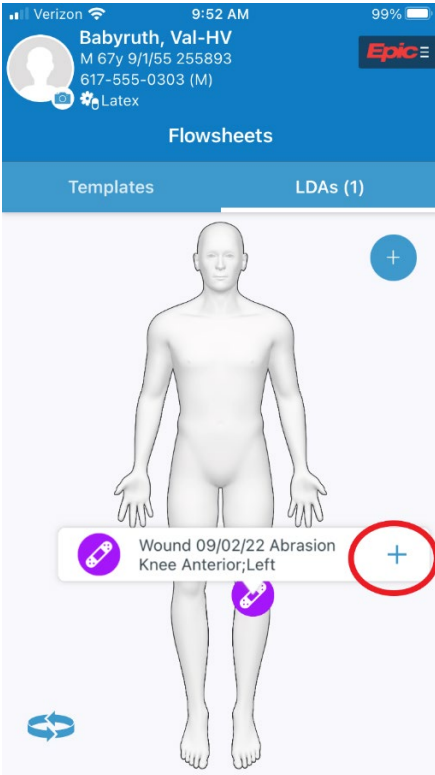 Verizon 9:52 AM 99%
Babyruth, Val-HV
M 67y 9/1/55 255893
617-555-0303 (M)
Latex
Epic
Flowsheets
Templates LDAs (1)
+
Wound 09/02/22 Abrasion
Knee Anterior;Left
+